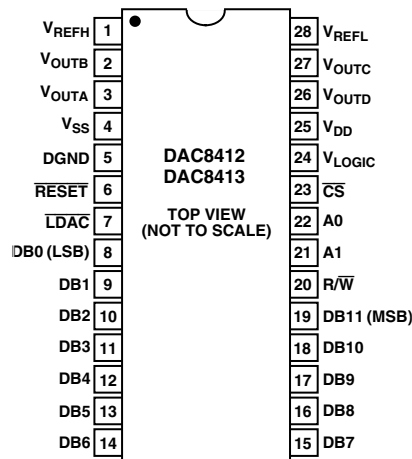 VREFH 1 28 VREFL
VOUTB 2 27 VOUTC
VOUTA 3 26 VOUTD
VSS 4 25 VDD
DGND 5 24 VLOGIC
RESET 6 23 CS
LDAC 7 22 A0
DB0 (LSB) 8 21 A1
DB1 9 20 R/W
DB2 10 19 DB11 (MSB)
DB3 11 18 DB10
DB4 12 17 DB9
DB5 13 16 DB8
DB6 14 15 DB7
DAC8412
DAC8413
TOP VIEW
(NOT TO SCALE)